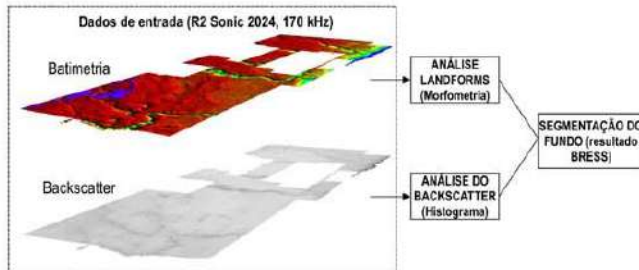 Dados de entrada (R2 Sonic 2024, 170 kHz)
Batimetria
Backscatter
ANÁLISE
LANDFORMS
(Morfometria)
ANÁLISE DO
BACKSCATTER
(Histograma)
SEGMENTAÇÃO DO
FUNDO (resultado
BRESS)